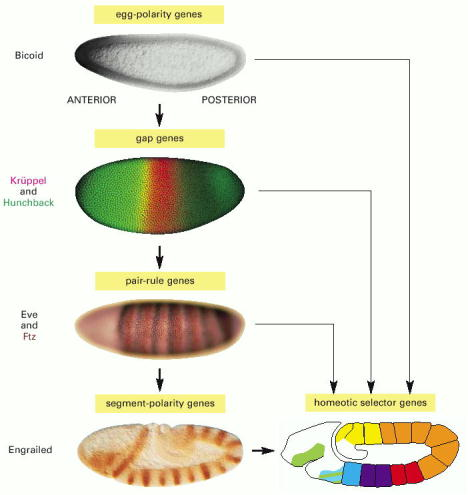 egg-polarity genes
Bicoid
ANTERIOR
POSTERIOR
gap genes
Krüppel
and
Hunchback
pair-rule genes
Eve
and
Ftz
segment-polarity genes
homeotic selector genes
Engrailed